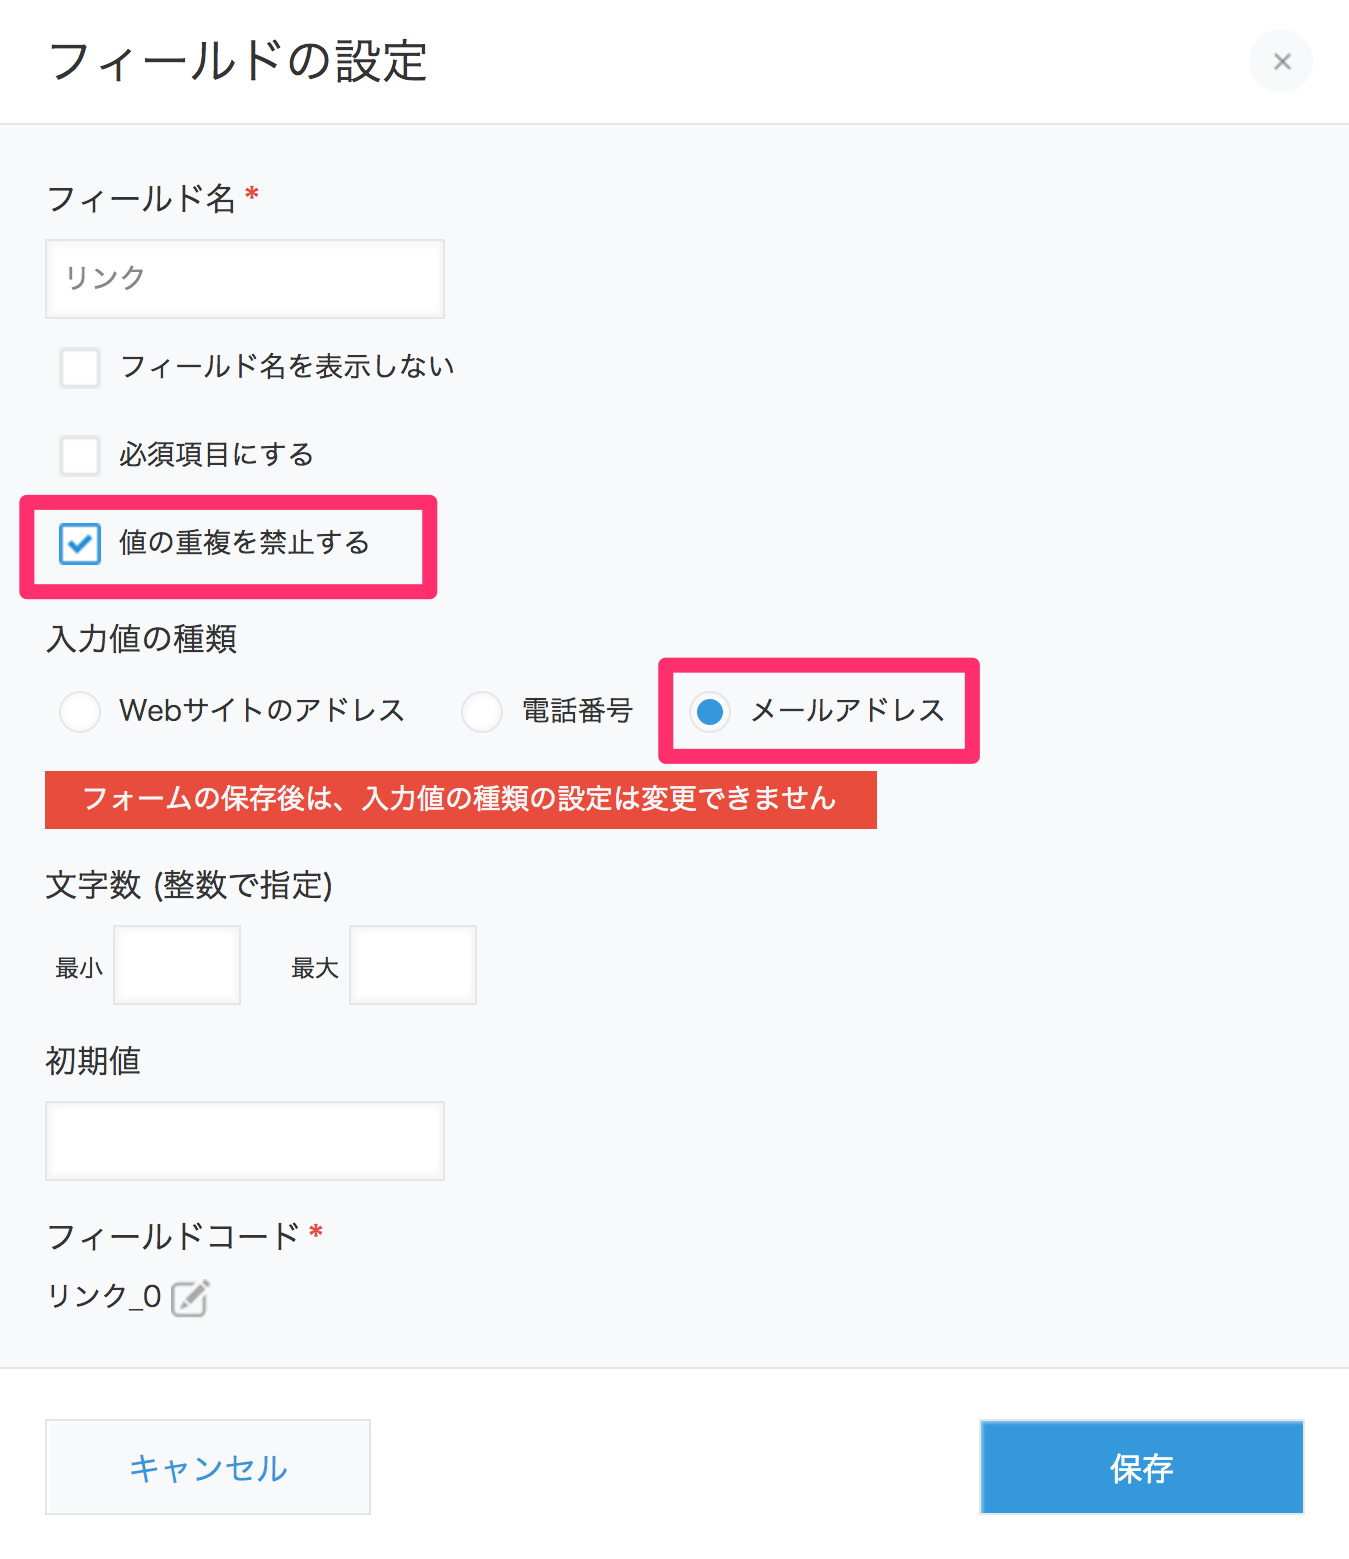 フィールドの設定
フィールド名 *
リンク
フィールド名を表示しない
必須項目にする
値の重複を禁止する
入力値の種類
Webサイトのアドレス 電話番号 メールアドレス
フォームの保存後は、入力値の種類の設定は変更できません
文字数 (整数で指定)
最小 最大
初期値
フィールドコード *
リンク_0
キャンセル 保存